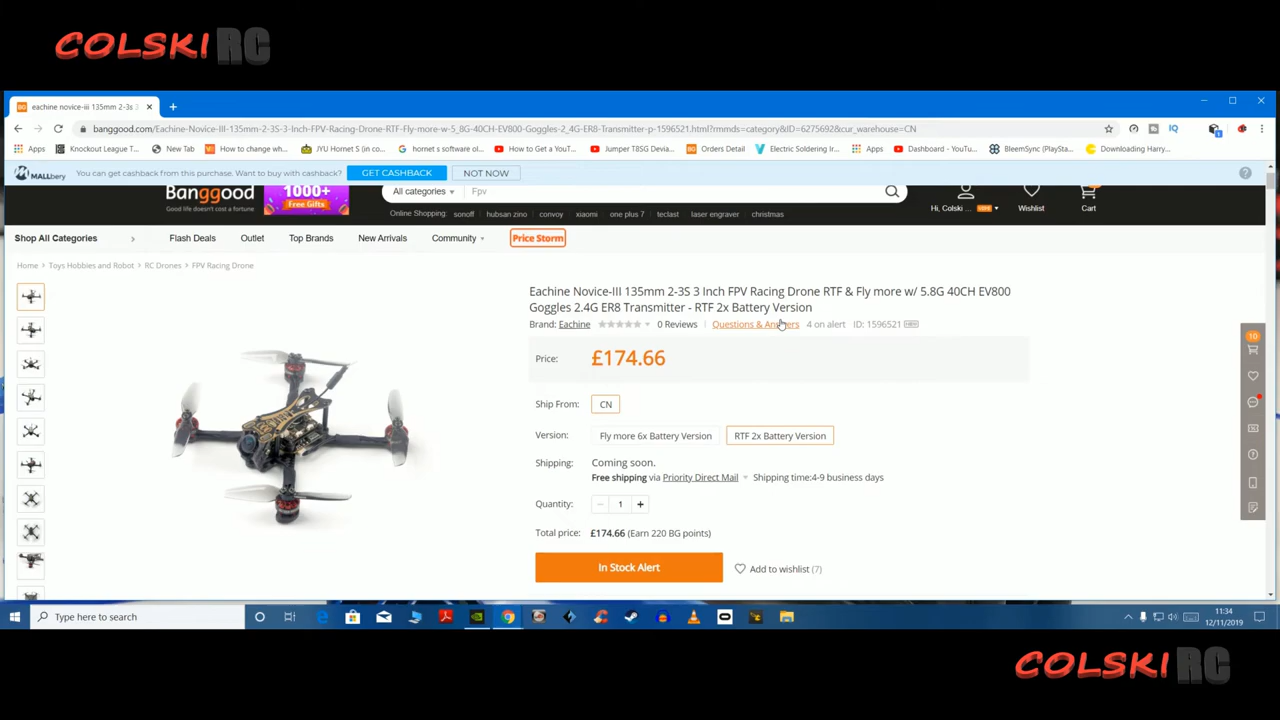 COLSKI RC
eachine novice-iii 135mm 2-3s 3
banggood.com/Eachine-Novice-III-135mm-2-3S-3-Inch-FPV-Racing-Drone-RTF-Fly-more-w-5_8G-40CH-EV800-Goggles-2_4G-ER8-Transmitter-p-1596521.html?rmmds=category&ID=6275692&cur_warehouse=CN
Apps Knockout League T... New Tab How to change wh... JYU Hornet S (in co... hornet s software ol... How to Get a YouT... Jumper T8SG Devia... Orders Detail Electric Soldering Ir... Apps Dashboard - YouTu... BleemSync (PlaySta... Downloading Harry...
MALLbery You can get cashback from this purchase. Want to buy with cashback? GET CASHBACK NOT NOW
Banggood
Good life doesn't cost a fortune
1000+
Free Gifts
All categories Fpv
Online Shopping: sonoff hubsan zino convoy xiaomi one plus 7 teclast laser engraver christmas
Hi, Colski ... Wishlist Cart
Shop All Categories Flash Deals Outlet Top Brands New Arrivals Community Price Storm
Home > Toys Hobbies and Robot > RC Drones > FPV Racing Drone
Eachine Novice-III 135mm 2-3S 3 Inch FPV Racing Drone RTF & Fly more w/ 5.8G 40CH EV800
Goggles 2.4G ER8 Transmitter - RTF 2x Battery Version
Brand: Eachine 0 Reviews Questions & Answers 4 on alert ID: 1596521
Price: £174.66
10
Ship From: CN
Version: Fly more 6x Battery Version RTF 2x Battery Version
Shipping: Coming soon.
Free shipping via Priority Direct Mail Shipping time:4-9 business days
Quantity: 1
Total price: £174.66 (Earn 220 BG points)
In Stock Alert Add to wishlist (7)
Type here to search
11:34
12/11/2019
COLSKI RC